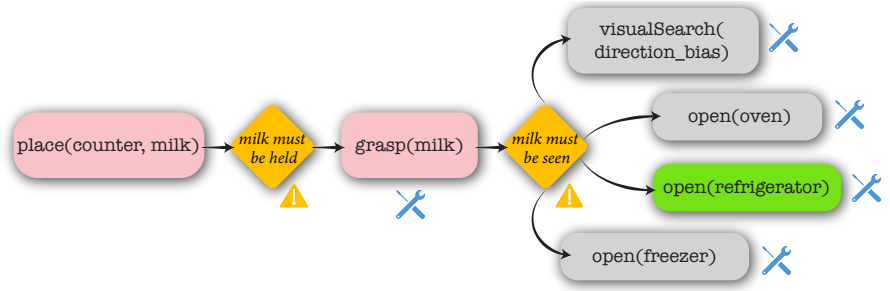 place(counter, milk)
milk must
be held
grasp(milk)
milk must
be seen
visualSearch(
direction_bias)
open(oven)
open(refrigerator)
open(freezer)